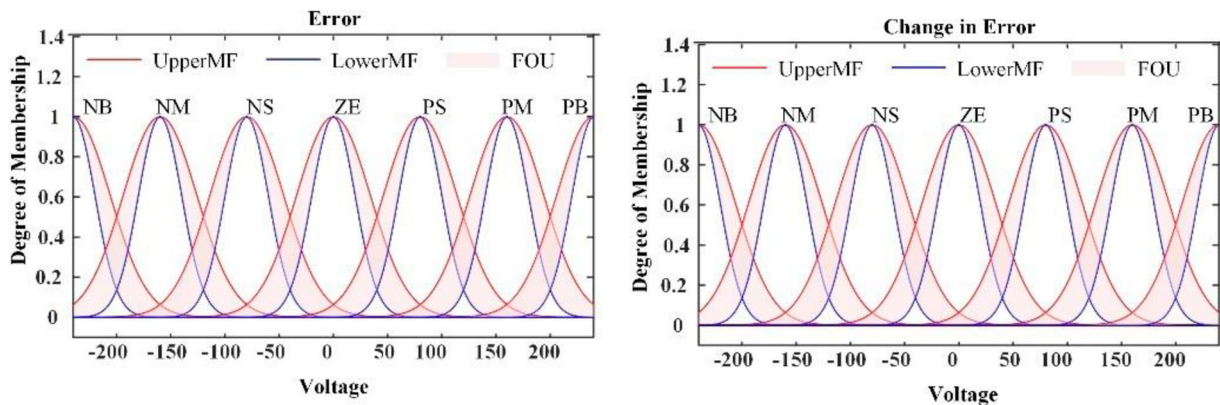 Error
1.4
UpperMF LowerMF FOU
1.2
NB NM NS ZE PS PM PB
1
0.8
0.6
0.4
0.2
0
Degree of Membership
-200 -150 -100 -50 0 50 100 150 200
Voltage
Change in Error
1.4
UpperMF LowerMF FOU
1.2
NB NM NS ZE PS PM PB
1
0.8
0.6
0.4
0.2
0
Degree of Membership
-200 -150 -100 -50 0 50 100 150 200
Voltage